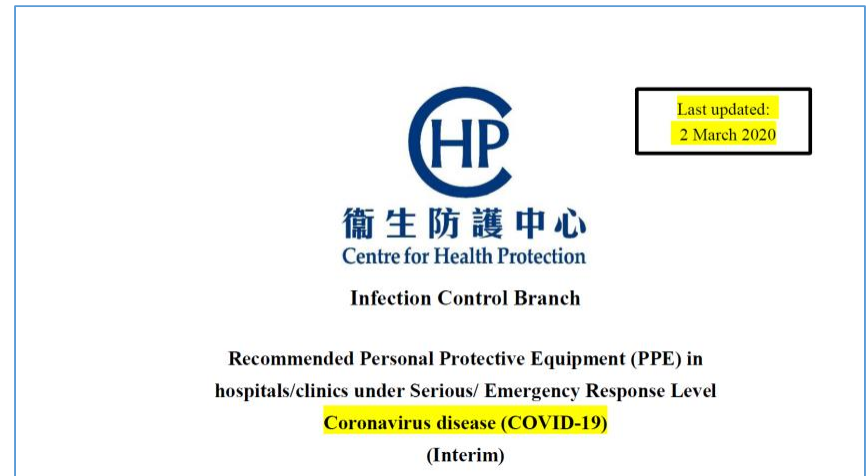 CHP
Last updated:
2 March 2020
衞生防護中心
Centre for Health Protection
Infection Control Branch
Recommended Personal Protective Equipment (PPE) in
hospitals/clinics under Serious/ Emergency Response Level
Coronavirus disease (COVID-19)
(Interim)